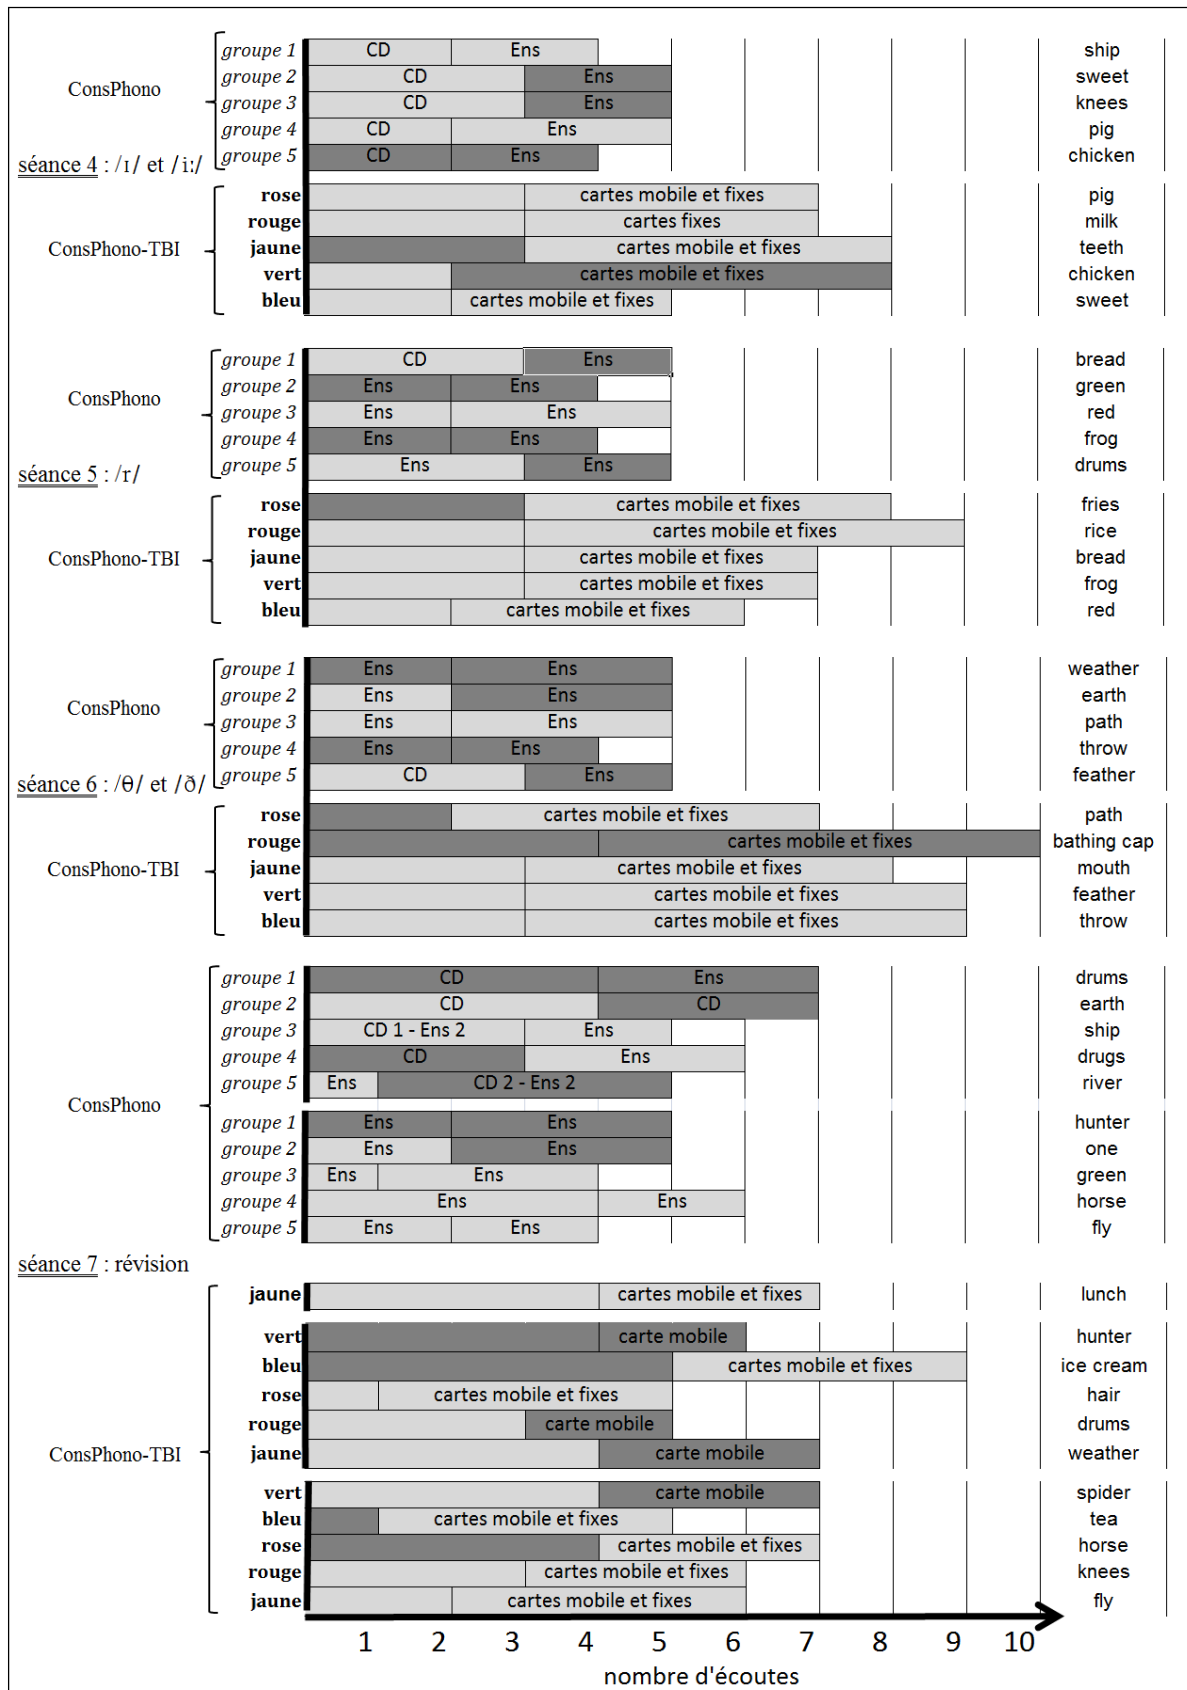 groupe 1 CD Ens ship
groupe 2 CD Ens sweet
ConsPhono
groupe 3 CD Ens knees
groupe 4 CD Ens pig
séance 4 : /ɪ/ et /iː/
groupe 5 CD Ens chicken
rose cartes mobile et fixes pig
rouge cartes fixes milk
ConsPhono-TBI
jaune cartes mobile et fixes teeth
vert cartes mobile et fixes chicken
bleu cartes mobile et fixes sweet
groupe 1 CD Ens bread
groupe 2 Ens Ens green
ConsPhono
groupe 3 Ens Ens red
groupe 4 Ens Ens frog
groupe 5 Ens Ens drums
séance 5 : /r/
rose cartes mobile et fixes fries
rouge cartes mobile et fixes rice
ConsPhono-TBI
jaune cartes mobile et fixes bread
vert cartes mobile et fixes frog
bleu cartes mobile et fixes red
groupe 1 Ens Ens weather
groupe 2 Ens Ens earth
ConsPhono
groupe 3 Ens Ens path
groupe 4 Ens Ens throw
groupe 5 CD Ens feather
séance 6 : /θ/ et /ð/
rose cartes mobile et fixes path
rouge cartes mobile et fixes bathing cap
ConsPhono-TBI
jaune cartes mobile et fixes mouth
vert cartes mobile et fixes feather
bleu cartes mobile et fixes throw
groupe 1 CD Ens drums
groupe 2 CD CD earth
groupe 3 CD 1 - Ens 2 Ens ship
groupe 4 CD Ens drugs
groupe 5 Ens CD 2 - Ens 2 river
ConsPhono
groupe 1 Ens Ens hunter
groupe 2 Ens Ens one
groupe 3 Ens Ens green
groupe 4 Ens Ens horse
groupe 5 Ens Ens fly
séance 7 : révision
jaune cartes mobile et fixes lunch
vert carte mobile hunter
bleu cartes mobile et fixes ice cream
rose cartes mobile et fixes hair
rouge carte mobile drums
ConsPhono-TBI
jaune carte mobile weather
vert carte mobile spider
bleu cartes mobile et fixes tea
rose cartes mobile et fixes horse
rouge cartes mobile et fixes knees
jaune cartes mobile et fixes fly
1 2 3 4 5 6 7 8 9 10
nombre d'écoutes